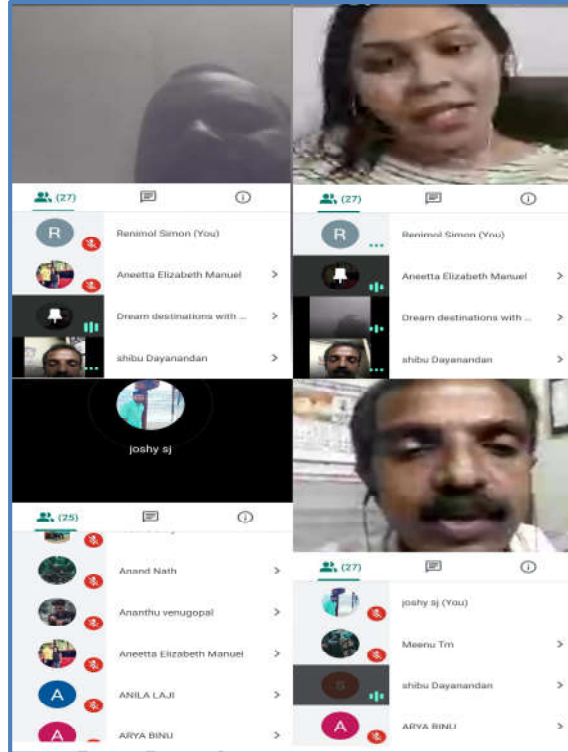 (27)
R
Renimol Simon (You)
Aneetta Elizabeth Manuel
Dream destinations with ...
shibu Dayanandan
(27)
R
Renimol Simon (You)
Aneetta Elizabeth Manuel
Dream destinations with ...
shibu Dayanandan
joshy sj
(25)
Anand Nath
Ananthu venugopal
Aneetta Elizabeth Manuel
A
ANILA LAJI
A
ARYA BINU
(27)
joshy sj (You)
Meenu Tm
S
shibu Dayanandan
A
ARYA BINU